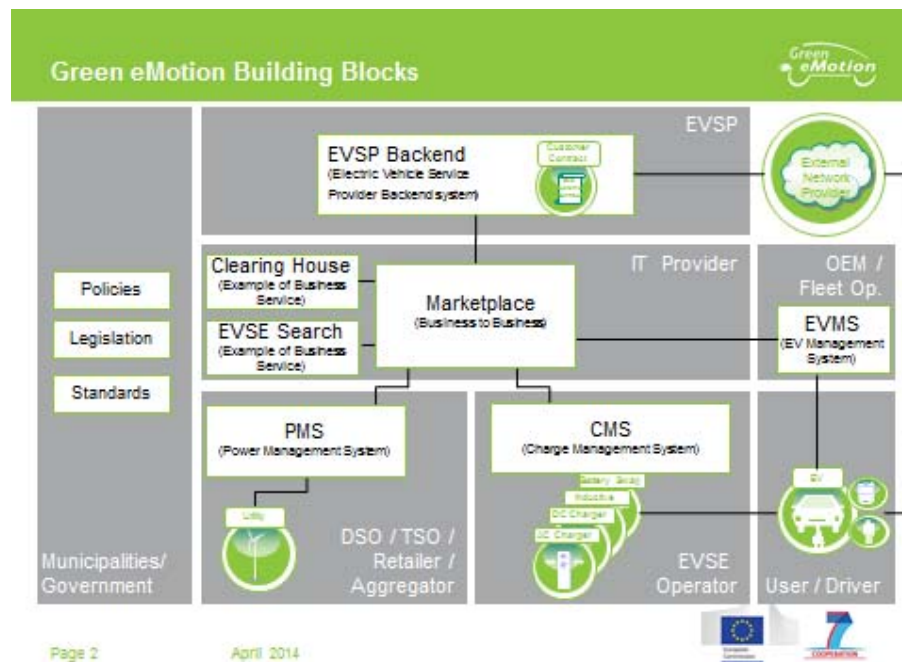 Green eMotion Building Blocks
Green
eMotion
EVSP
EVSP Backend
(Electric Vehicle Service
Provider Backend system)
Customer
Contract
External
Network
Provider
Clearing House
(Example of Business
Service)
EVSE Search
(Example of Business
Service)
Marketplace
(Business to Business)
IT Provider
OEM /
Fleet Op.
EVMS
(EV Management
System)
Policies
Legislation
Standards
Municipalities/
Government
PMS
(Power Management System)
Utility
DSO / TSO /
Retailer /
Aggregator
CMS
(Charge Management System)
Battery Swap
Inductive
DC Charger
AC Charger
EVSE
Operator
EV
User / Driver
Page 2
April 2014
European
Commission
7
COOPERATION